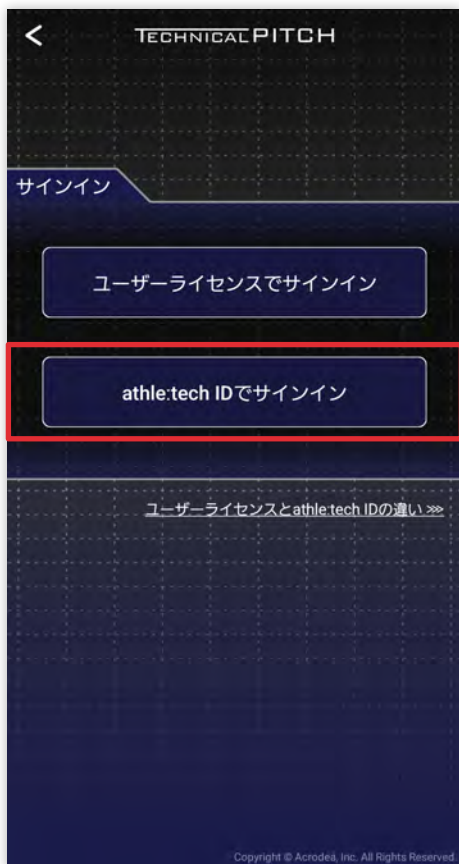 TECHNICALPITCH
サインイン
ユーザーライセンスでサインイン
athle:tech IDでサインイン
ユーザーライセンスとathle:tech IDの違い >>>
Copyright © Acrodea, Inc. All Rights Reserved.